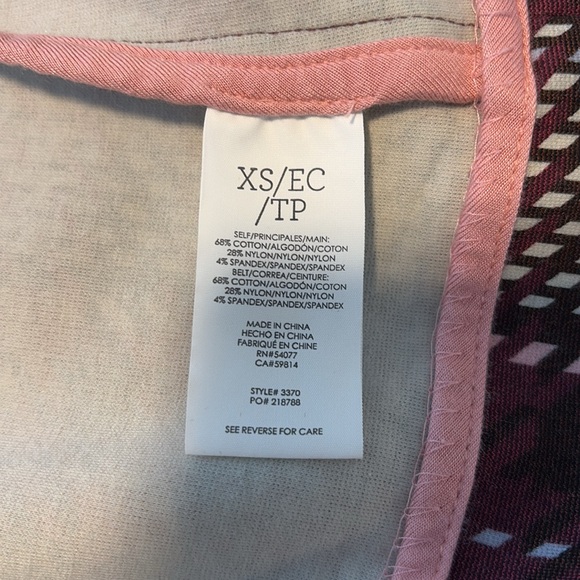 XS/EC
/TP
SELF/PRINCIPALES/MAIN:
68% COTTON/ALGODÓN/COTON
28% NYLON/NYLON/NYLON
4% SPANDEX/SPANDEX/SPANDEX
BELT/CORREA/CEINTURE:
68% COTTON/ALGODÓN/COTON
28% NYLON/NYLON/NYLON
4% SPANDEX/SPANDEX/SPANDEX
MADE IN CHINA
HECHO EN CHINA
FABRIQUÉ EN CHINE
RN#54077
CA#59814
STYLE# 3370
PO# 218788
SEE REVERSE FOR CARE